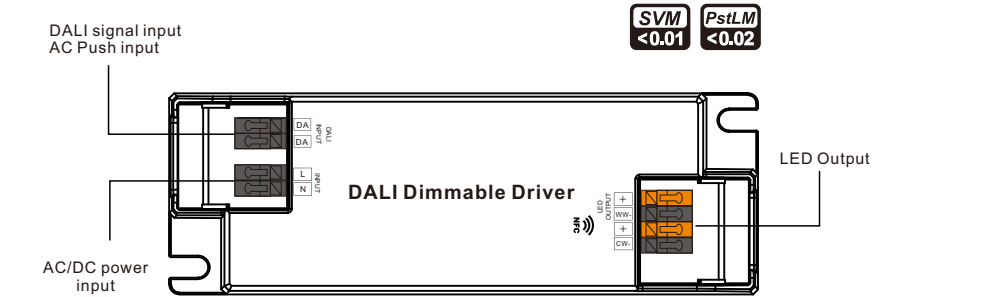 SVM
<0.01
PstLM
<0.02
DALI signal input
AC Push input
DA
DA
DALI
INPUT
L
N
INPUT
AC/DC power
input
DALI Dimmable Driver
NFC
LED
OUTPUT
+
WW-
+
CW-
LED Output